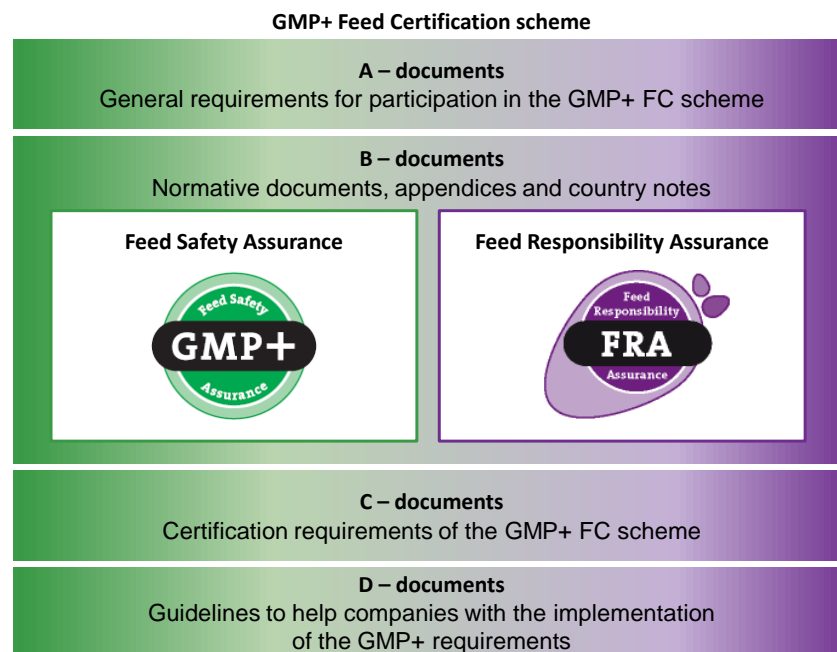 GMP+ Feed Certification scheme
A – documents
General requirements for participation in the GMP+ FC scheme
B – documents
Normative documents, appendices and country notes
Feed Safety Assurance
Feed Safety
GMP+
Assurance
Feed Responsibility Assurance
Feed
Responsibility
FRA
Assurance
C – documents
Certification requirements of the GMP+ FC scheme
D – documents
Guidelines to help companies with the implementation
of the GMP+ requirements